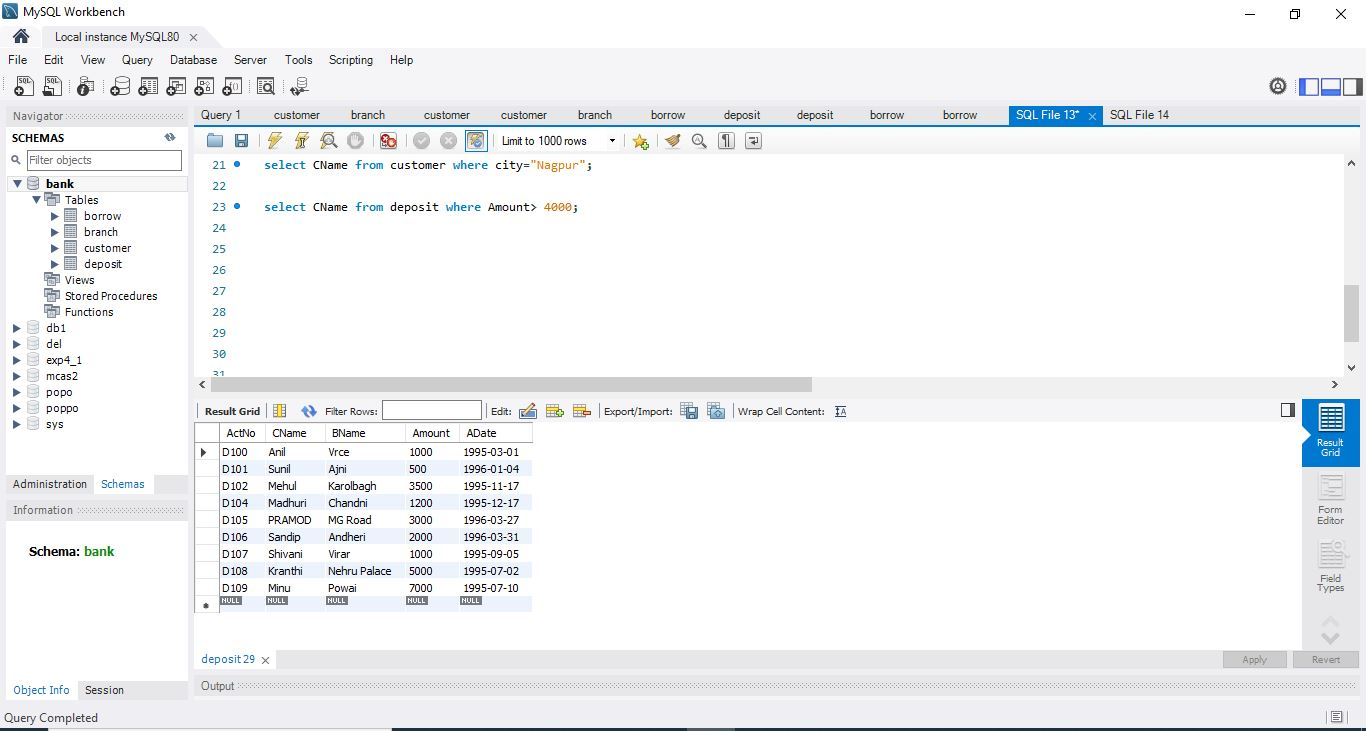 MySQL Workbench
Local instance MySQL80
File Edit View Query Database Server Tools Scripting Help
Navigator
SCHEMAS
Filter objects
bank
Tables
borrow
branch
customer
deposit
Views
Stored Procedures
Functions
db1
del
exp4_1
mcas2
popo
poppo
sys
Administration Schemas
Information
Schema: bank
Object Info Session
Query 1 customer branch customer customer branch borrow deposit deposit borrow borrow SQL File 13* SQL File 14
Limit to 1000 rows
21 select CName from customer where city="Nagpur";
22
23 select CName from deposit where Amount> 4000;
24
25
26
27
28
29
30
31
Result Grid Filter Rows: Edit: Export/Import: Wrap Cell Content:
ActNo CName BName Amount ADate
D100 Anil Vrce 1000 1995-03-01
D101 Sunil Ajni 500 1996-01-04
D102 Mehul Karolbagh 3500 1995-11-17
D104 Madhuri Chandni 1200 1995-12-17
D105 PRAMOD MG Road 3000 1996-03-27
D106 Sandip Andheri 2000 1996-03-31
D107 Shivani Virar 1000 1995-09-05
D108 Kranthi Nehru Palace 5000 1995-07-02
D109 Minu Powai 7000 1995-07-10
NULL NULL NULL NULL NULL
Result
Grid
Form
Editor
Field
Types
deposit 29
Apply Revert
Output
Query Completed